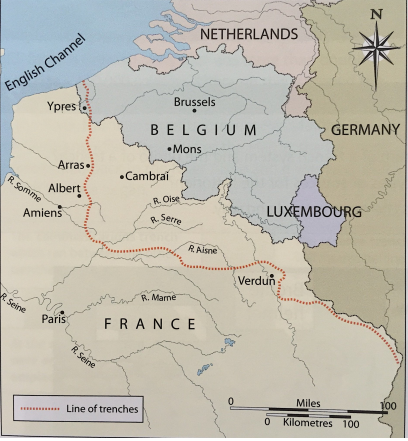 N
NETHERLANDS
English Channel
Ypres
Brussels
BELGIUM
GERMANY
Mons
Arras
Cambrai
R. Somme
Albert
R. Oise
LUXEMBOURG
Amiens
R. Serre
R. Aisne
Verdun
R. Seine
R. Marne
Paris
FRANCE
R. Seine
0 Miles 100
0 Kilometres 100
Line of trenches